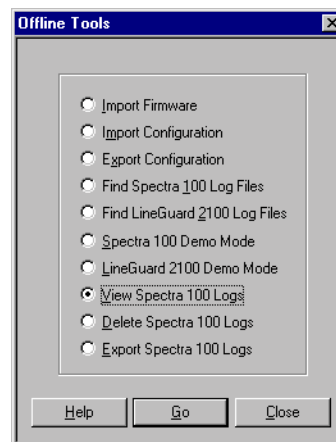 Offline Tools
Import Firmware
Import Configuration
Export Configuration
Find Spectra 100 Log Files
Find LineGuard 2100 Log Files
Spectra 100 Demo Mode
LineGuard 2100 Demo Mode
View Spectra 100 Logs
Delete Spectra 100 Logs
Export Spectra 100 Logs
Help Go Close